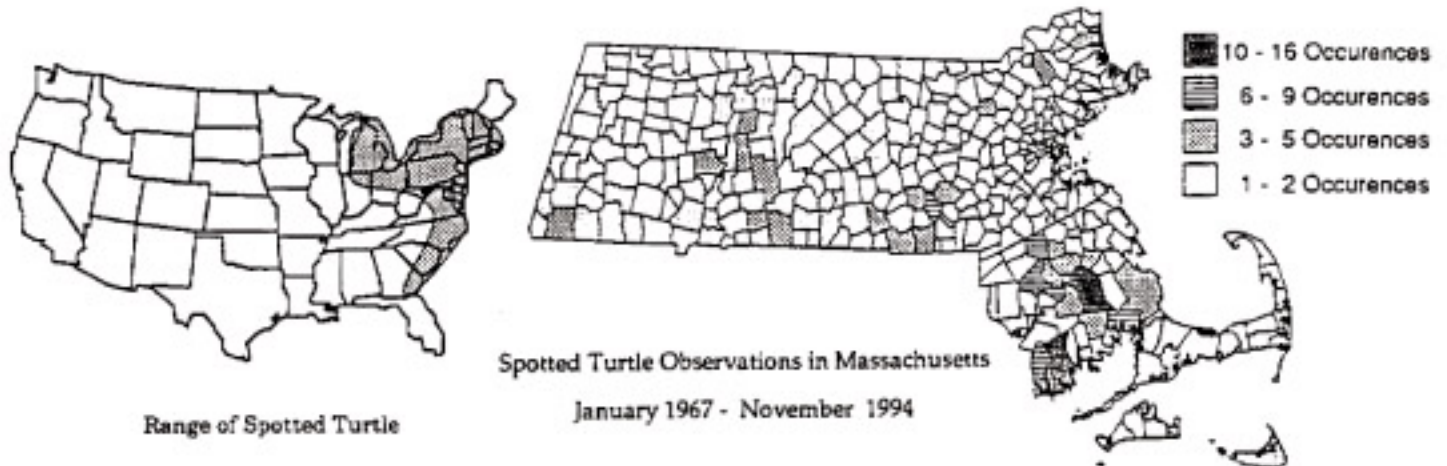 10 - 16 Occurences
6 - 9 Occurences
3 - 5 Occurences
1 - 2 Occurences
Spotted Turtle Observations in Massachusetts
January 1967 - November 1994
Range of Spotted Turtle